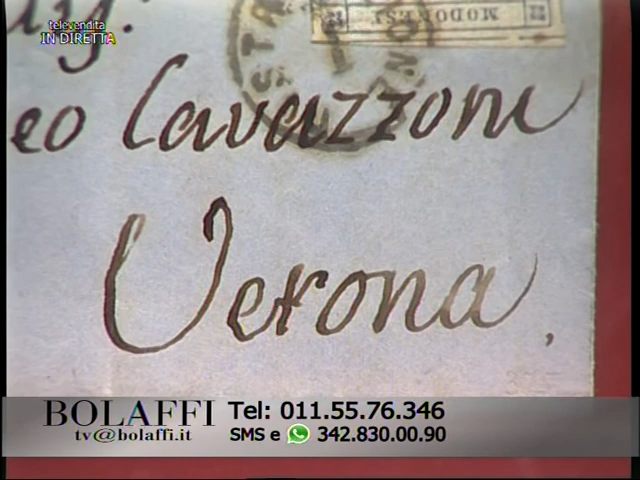 televendita
IN DIRETTA
MODONESI
eo Cavazzoni
Verona,
BOLAFFI
tv@bolaffi.it
Tel: 011.55.76.346
SMS e 342.830.00.90